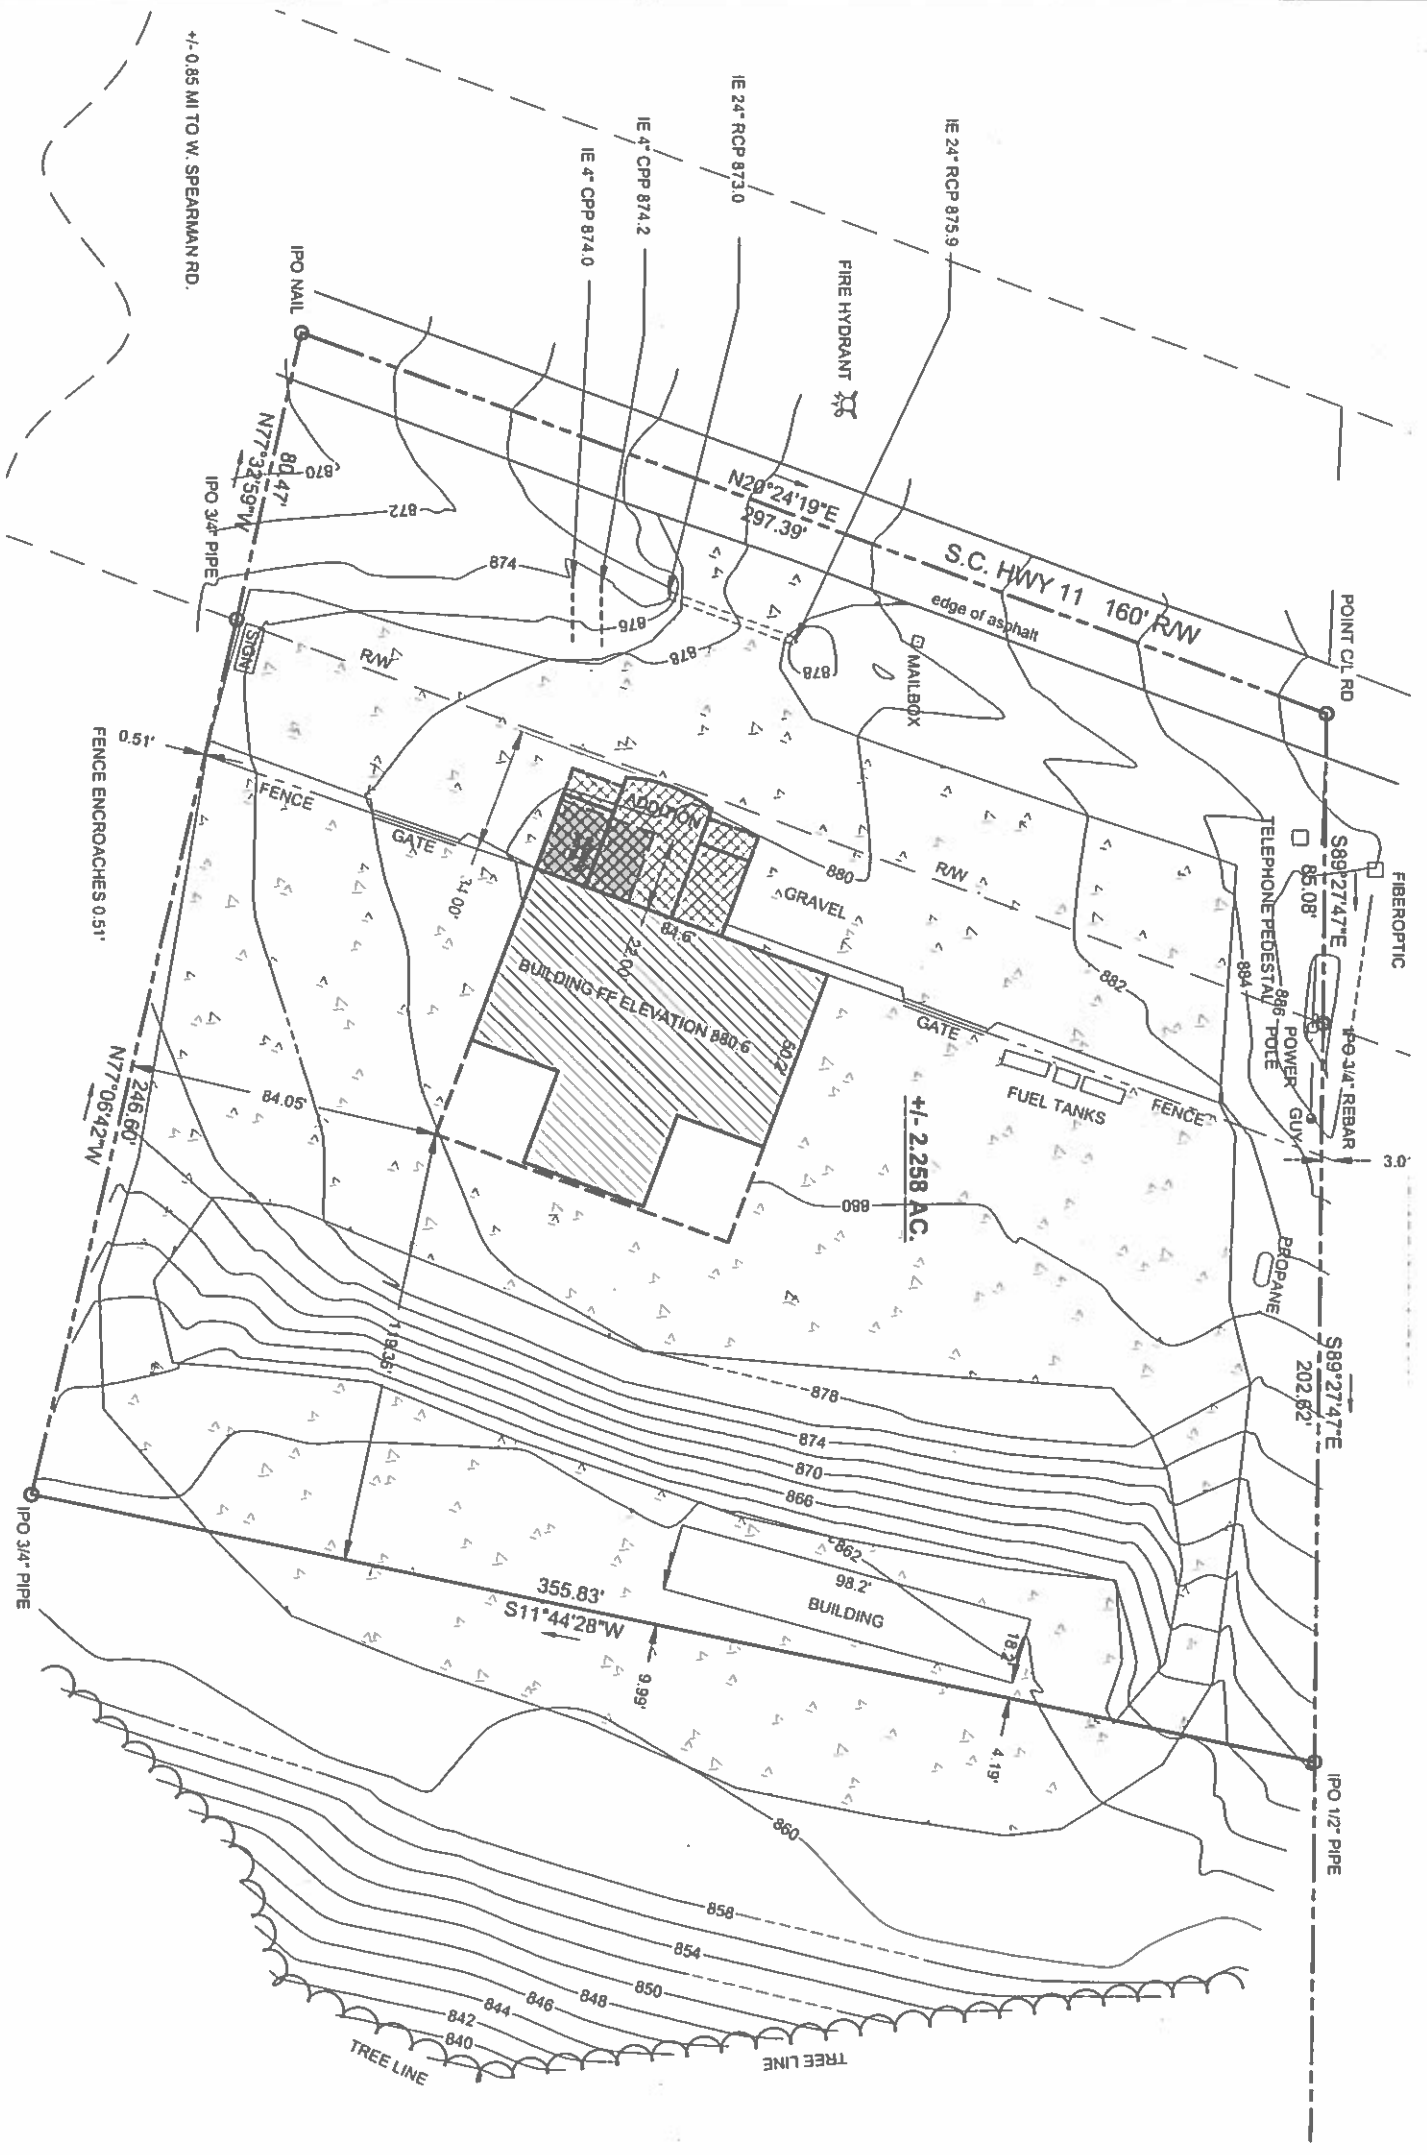 +/- 0.85 MI TO W. SPEARMAN RD.
IPO NAIL
IE 4" CPP 874.0
IE 4" CPP 874.2
IE 24" RCP 873.0
IE 24" RCP 875.9
FIRE HYDRANT
N20°24'19"E
297.39'
S.C. HWY 11 160' R/W
edge of asphalt
POINT C/L RD
80.47'
N77°32'59"W
IPO 3/4" PIPE
870
872
874
876
878
878
SIGN
R/W
MAILBOX
FIBEROPTIC
S89°27'47"E
85.08'
TELEPHONE PEDESTAL
0.51'
FENCE ENCROACHES 0.51'
FENCE
GATE
34.00'
ADDITION
880
GRAVEL
R/W
882
884
886
POWER
POLE
GUY
IPO 3/4" REBAR
3.0'
84.6'
22.00
BUILDING FF ELEVATION 880.6
60.2'
GATE
FUEL TANKS
FENCE
+/- 2.258 AC.
84.05'
246.60'
N77°06'42"W
880
PROPANE
S89°27'47"E
202.62'
119.36'
878
874
870
866
862
98.2'
BUILDING
18.2'
355.83'
S11°44'28"W
9.99'
4.19'
IPO 3/4" PIPE
IPO 1/2" PIPE
860
858
854
850
848
846
844
842
840
TREE LINE
TREE LINE